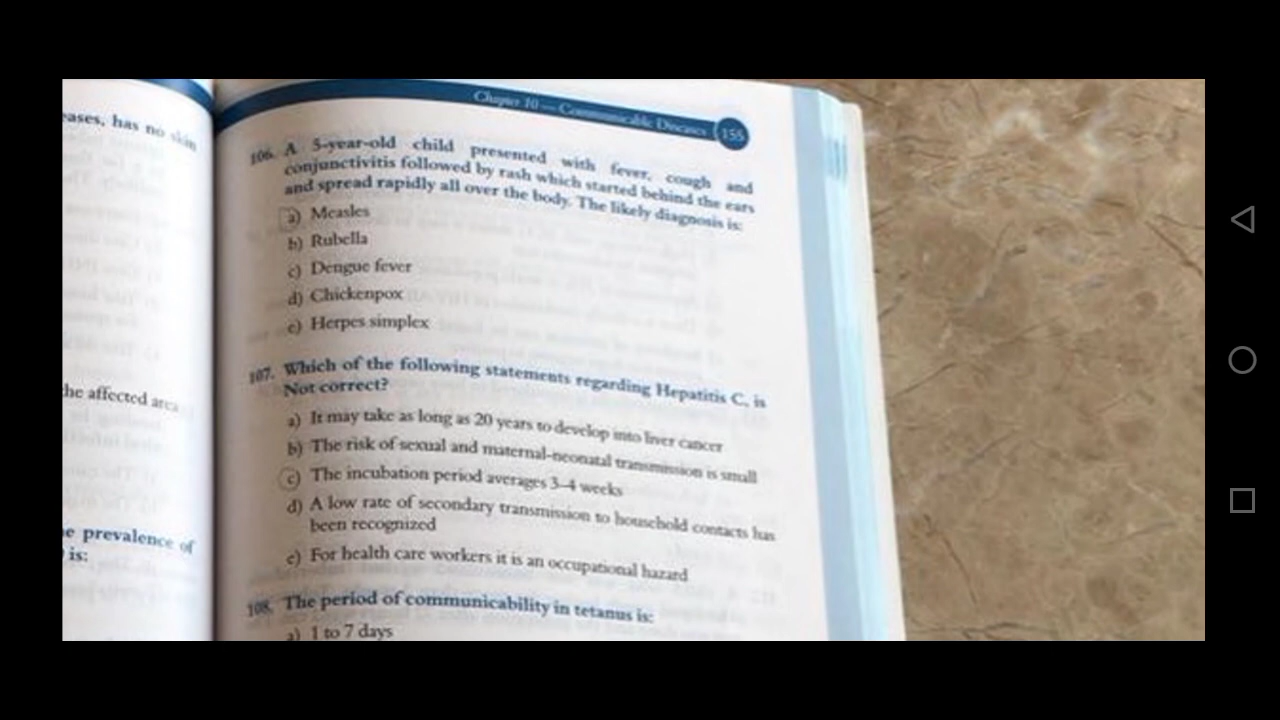 eases, has no skin
he affected area
e prevalence of
is:
Chapter 10 — Communicable Diseases 155
106. A 5-year-old child presented with fever, cough and
conjunctivitis followed by rash which started behind the ears
and spread rapidly all over the body. The likely diagnosis is:
a) Measles
b) Rubella
c) Dengue fever
d) Chickenpox
e) Herpes simplex
107. Which of the following statements regarding Hepatitis C, is
Not correct?
a) It may take as long as 20 years to develop into liver cancer
b) The risk of sexual and maternal-neonatal transmission is small
c) The incubation period averages 3-4 weeks
d) A low rate of secondary transmission to household contacts has
been recognized
e) For health care workers it is an occupational hazard
108. The period of communicability in tetanus is:
a) 1 to 7 days